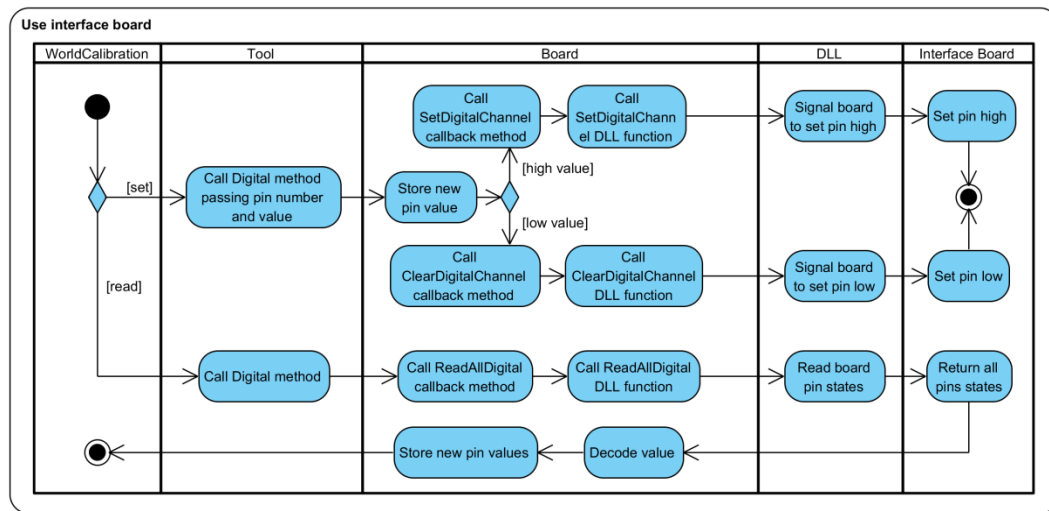 Use interface board
WorldCalibration
Tool
Board
DLL
Interface Board
Call
SetDigitalChannel
callback method
Call
SetDigitalChann
el DLL function
Signal board
to set pin high
Set pin high
[high value]
[set]
Call Digital method
passing pin number
and value
Store new
pin value
[low value]
Call
ClearDigitalChannel
callback method
Call
ClearDigitalChannel
DLL function
Signal board
to set pin low
Set pin low
[read]
Call Digital method
Call ReadAllDigital
callback method
Call ReadAllDigital
DLL function
Read board
pin states
Return all
pins states
Store new pin values
Decode value